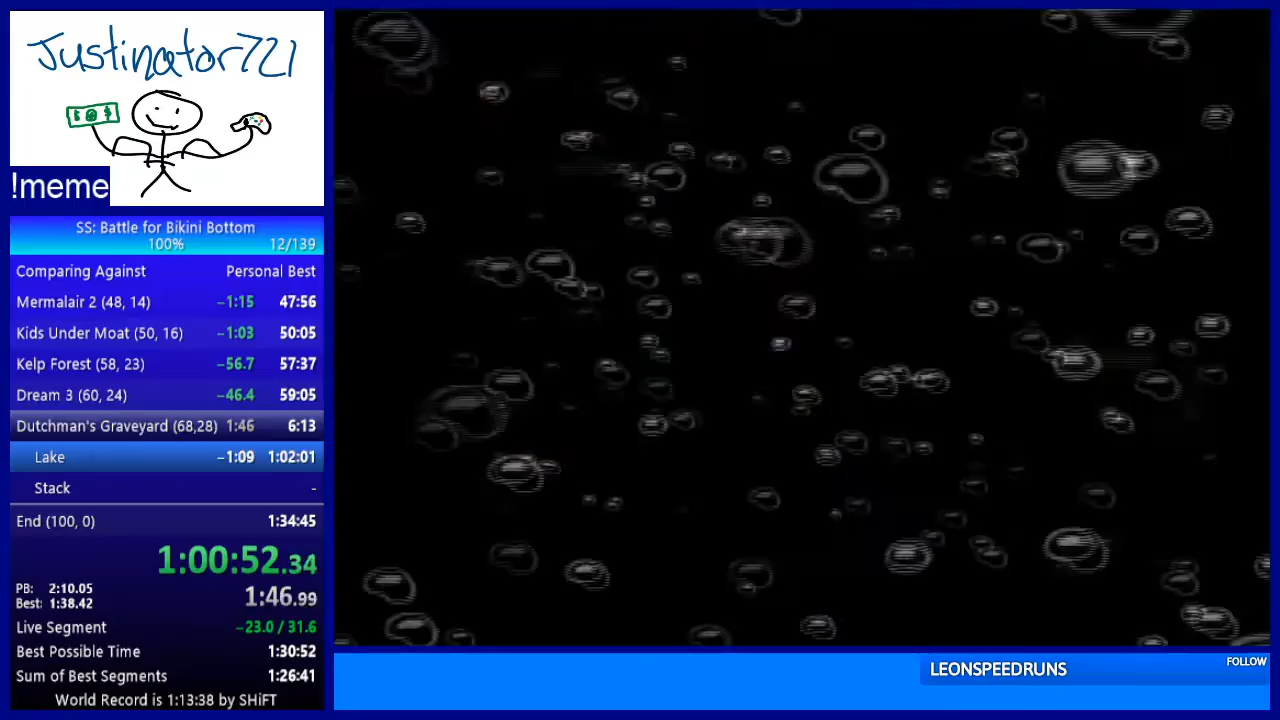 Justinator721
!meme
SS: Battle for Bikini Bottom
100% 12/139
Comparing Against Personal Best
Mermalair 2 (48, 14) -1:15 47:56
Kids Under Moat (50, 16) -1:03 50:05
Kelp Forest (58, 23) -56.7 57:37
Dream 3 (60, 24) -46.4 59:05
Dutchman's Graveyard (68,28) 1:46 6:13
Lake -1:09 1:02:01
Stack -
End (100, 0) 1:34:45
1:00:52.34
PB: 2:10.05
Best: 1:38.42
1:46.99
Live Segment -23.0 / 31.6
Best Possible Time 1:30:52
Sum of Best Segments 1:26:41
World Record is 1:13:38 by SHiFT
LEONSPEEDRUNS
FOLLOW